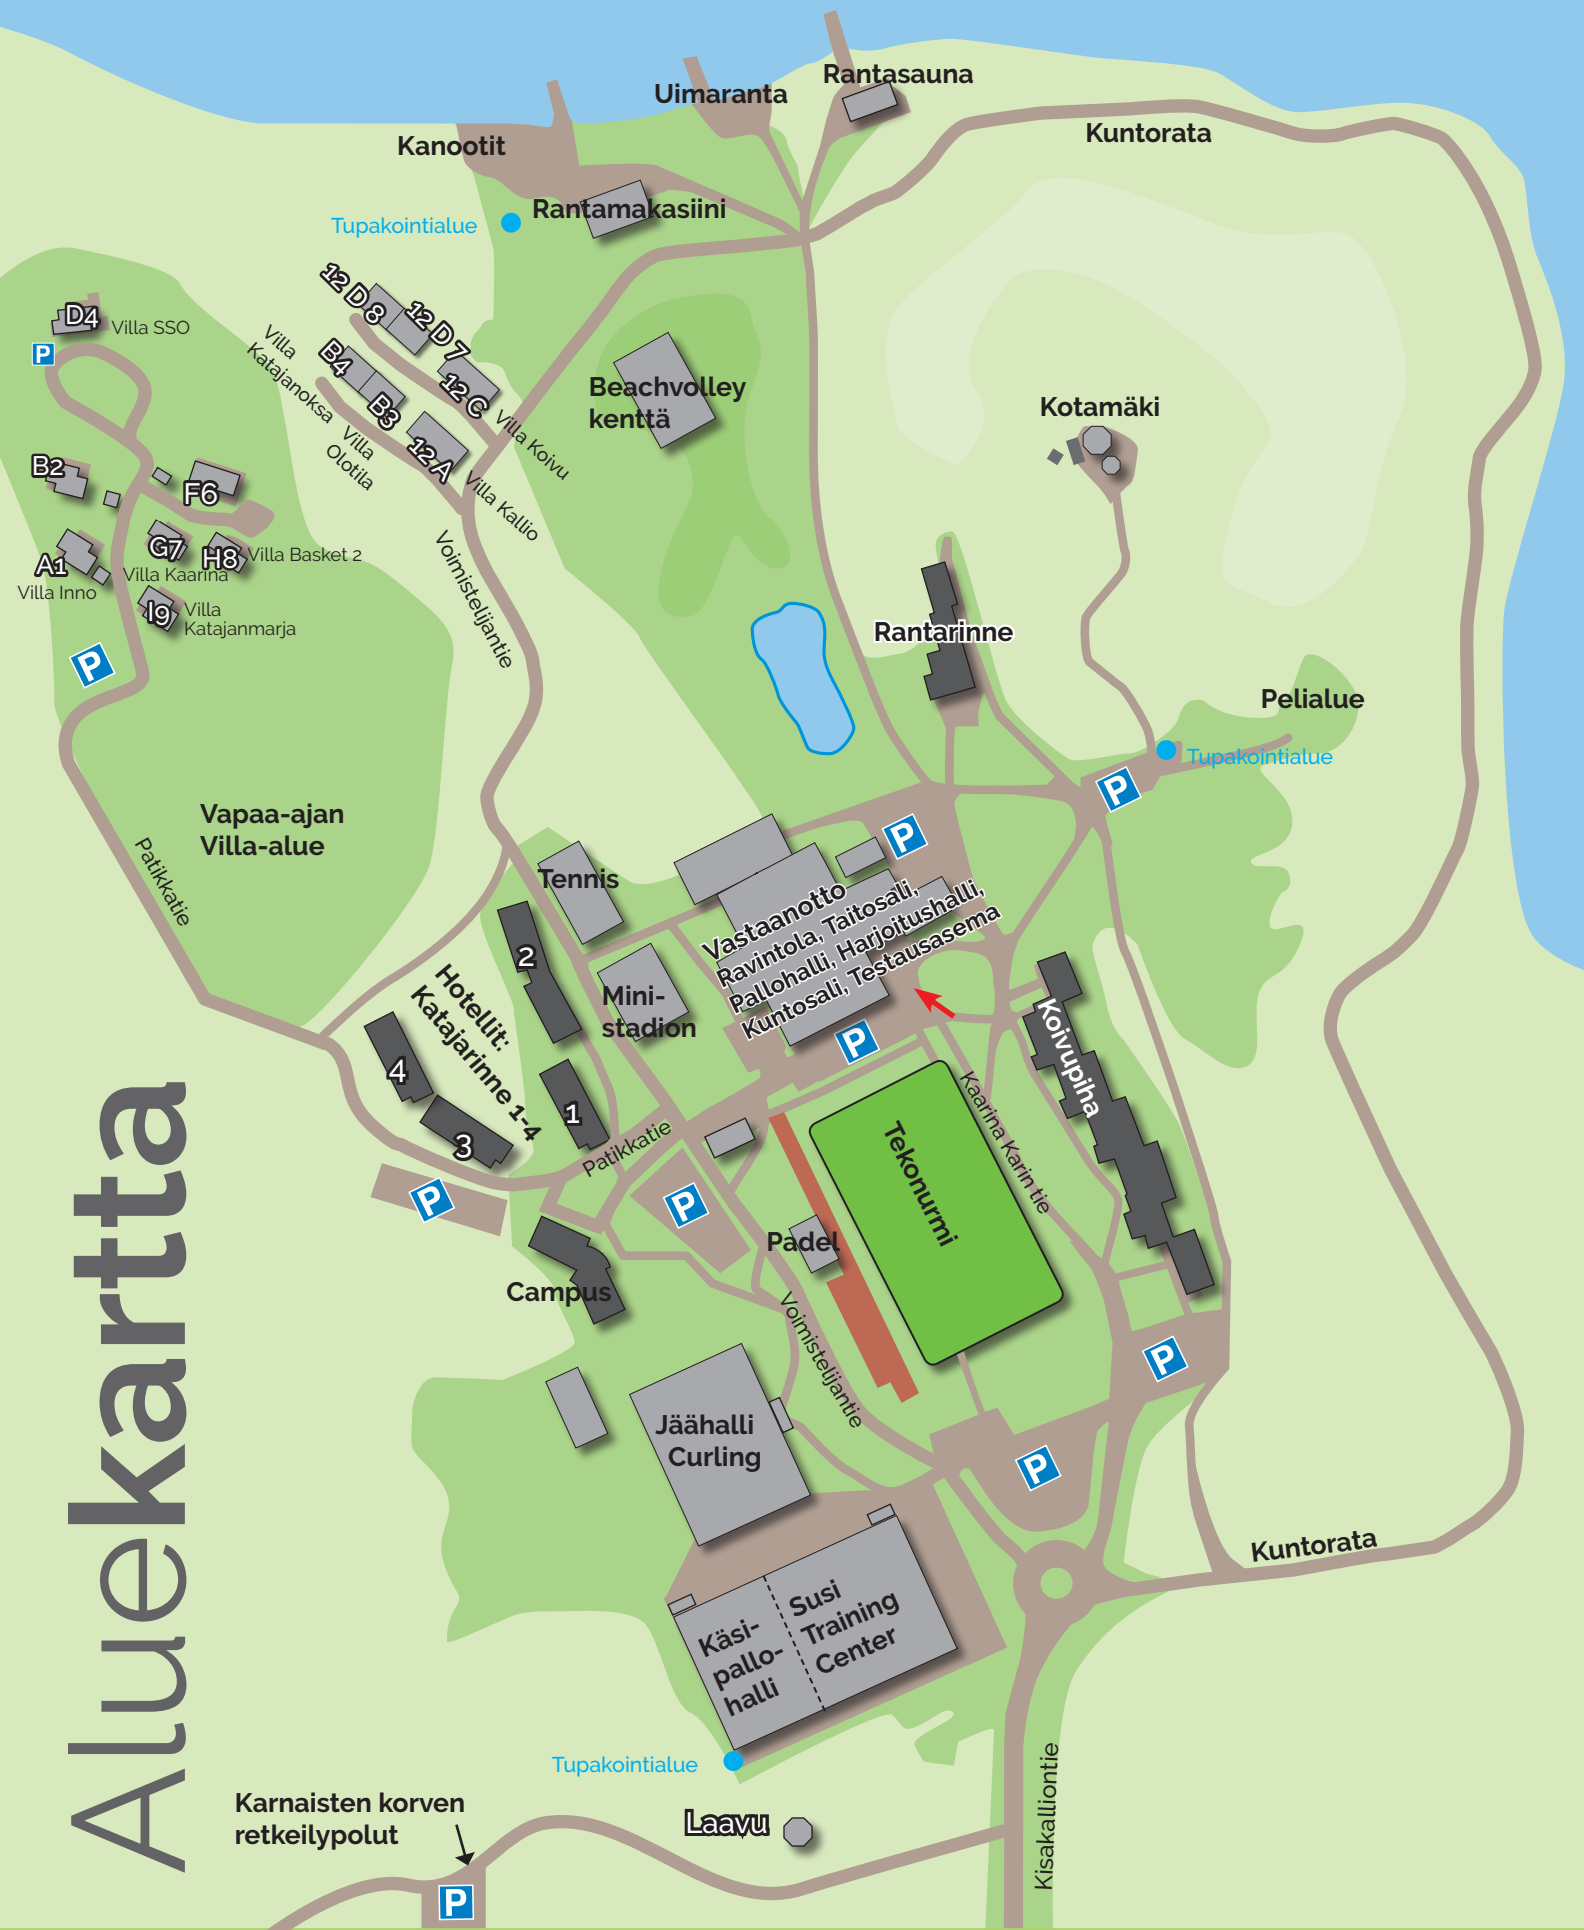 Rantasauna
Uimaranta
Kuntorata
Kanootit
Rantamakasiini
Tupakointialue
12 D 8
12 D 7
D4
Villa SSO
P
Villa
Katajanoksa
B4
B3
12 C
Villa Koivu
Beachvolley
kenttä
Kotamäki
Villa
Olotila
12 A
Villa Kallio
B2
F6
G7
H8
Villa Basket 2
A1
Villa Kaarina
Villa Inno
I9
Villa
Katajanmarja
Voimistelijantie
P
Rantarinne
Pelialue
Tupakointialue
P
Vapaa-ajan
Villa-alue
Patikkatie
P
Tennis
Vastaanotto
Ravintola, Taitosali,
Pallohalli, Harjoitushalli,
Kuntosali, Testausasema
2
Hotellit:
Katajarinne 1-4
Mini-
stadion
P
Koivupiha
4
3
1
Patikkatie
Kaarina Karin tie
Tekonurmi
P
P
Padel
Campus
Voimistelijantie
P
Jäähalli
Curling
P
Kuntorata
Käsi-
pallo-
halli
Susi
Training
Center
Tupakointialue
Kisakalliontie
Karnaisten korven
retkeilypolut
Laavu
P
Aluekartta